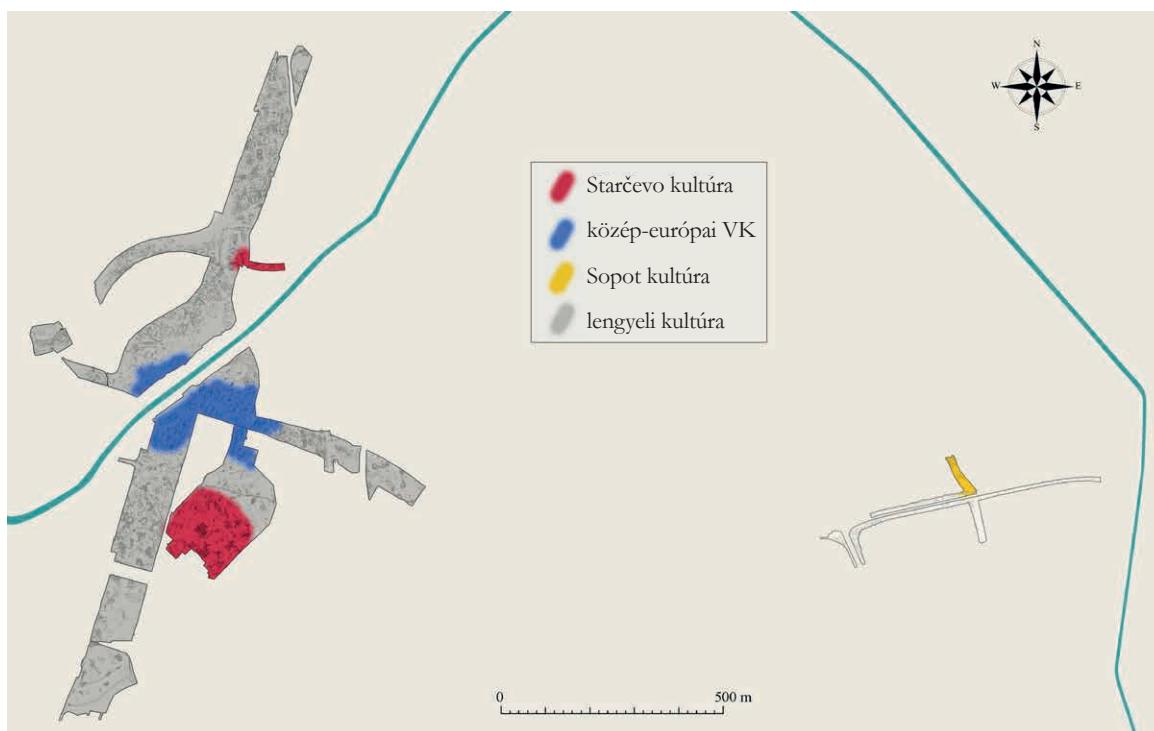 N
W E
S
Starčevo kultúra
közép-európai VK
Sopot kultúra
lengyeli kultúra
0 500 m